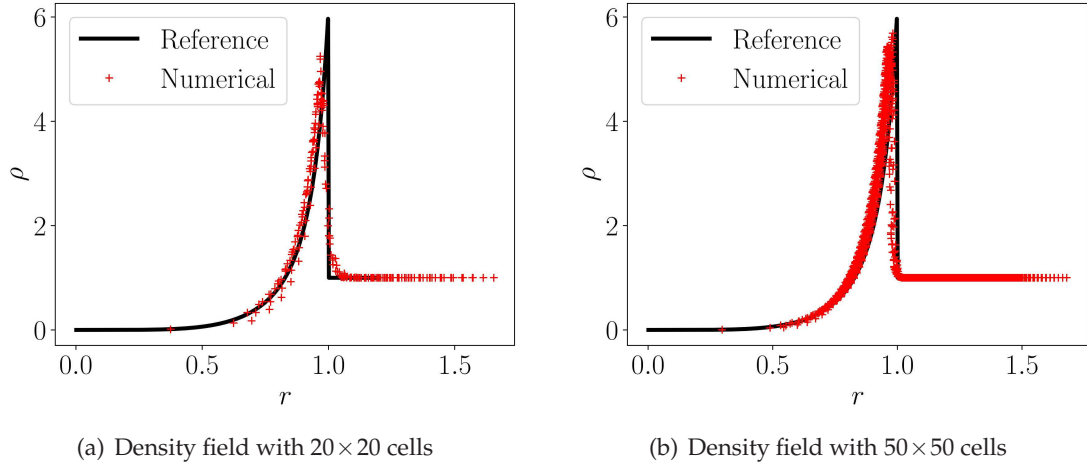 6
4
2
0
ρ
Reference
Numerical
0.0 0.5 1.0 1.5
r
(a) Density field with 20×20 cells
6
4
2
0
ρ
Reference
Numerical
0.0 0.5 1.0 1.5
r
(b) Density field with 50×50 cells